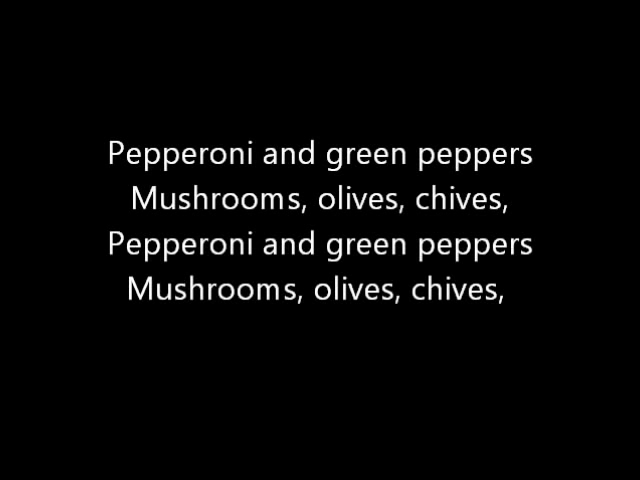 Pepperoni and green peppers
Mushrooms, olives, chives,
Pepperoni and green peppers
Mushrooms, olives, chives,